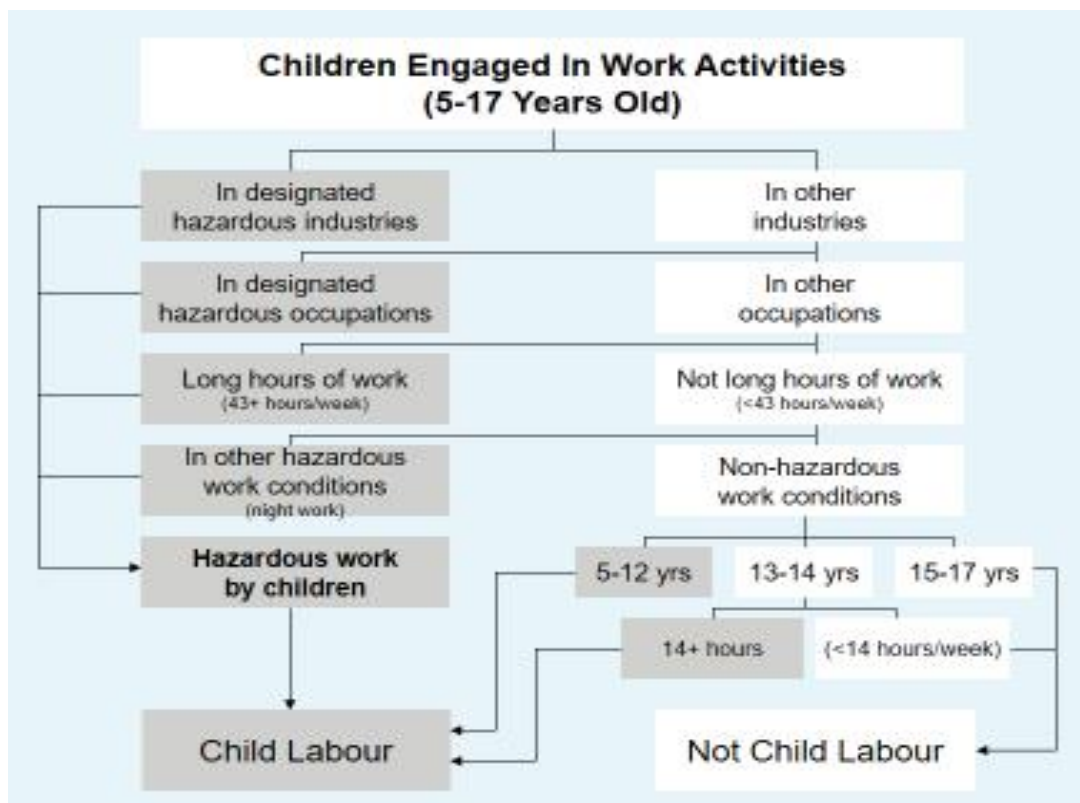 Children Engaged In Work Activities
(5-17 Years Old)
In designated
hazardous industries
In other
industries
In designated
hazardous occupations
In other
occupations
Long hours of work
(43+ hours/week)
Not long hours of work
(<43 hours/week)
In other hazardous
work conditions
(night work)
Non-hazardous
work conditions
Hazardous work
by children
5-12 yrs
13-14 yrs
15-17 yrs
14+ hours
(<14 hours/week)
Child Labour
Not Child Labour